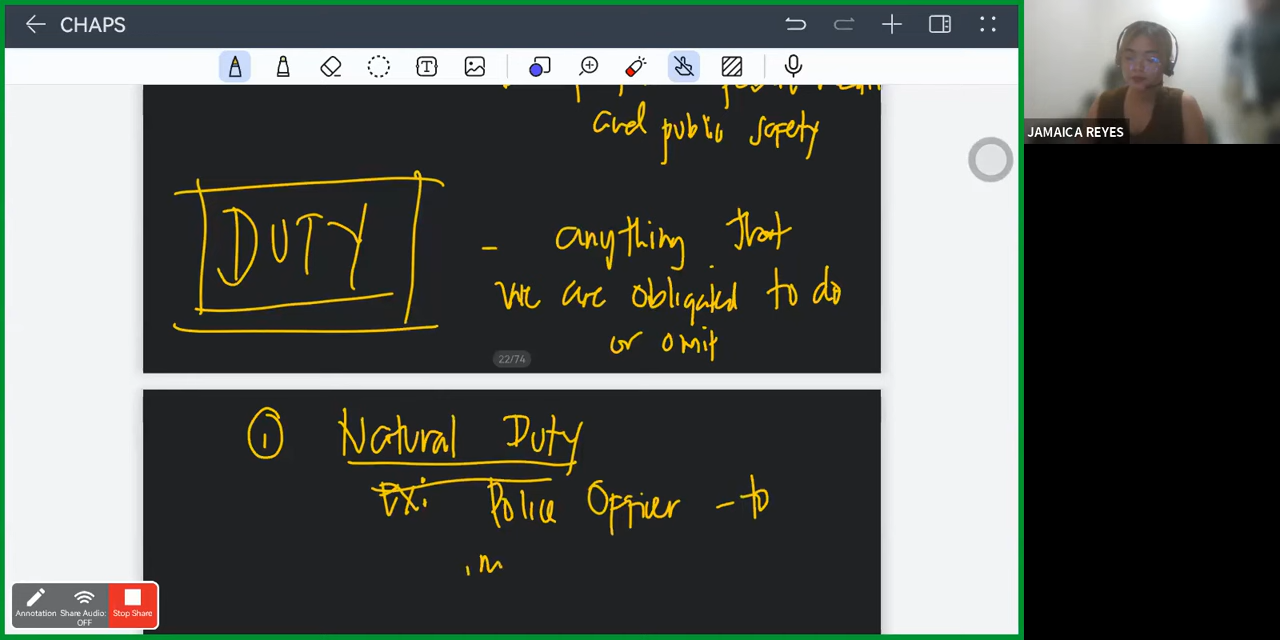 CHAPS
JAMAICA REYES
and public safety
DUTY - anything that
we are obligated to do
or omit
22/74
1 Natural Duty
Ex: Police Officer - to
Annotation
Share Audio: OFF
Stop Share